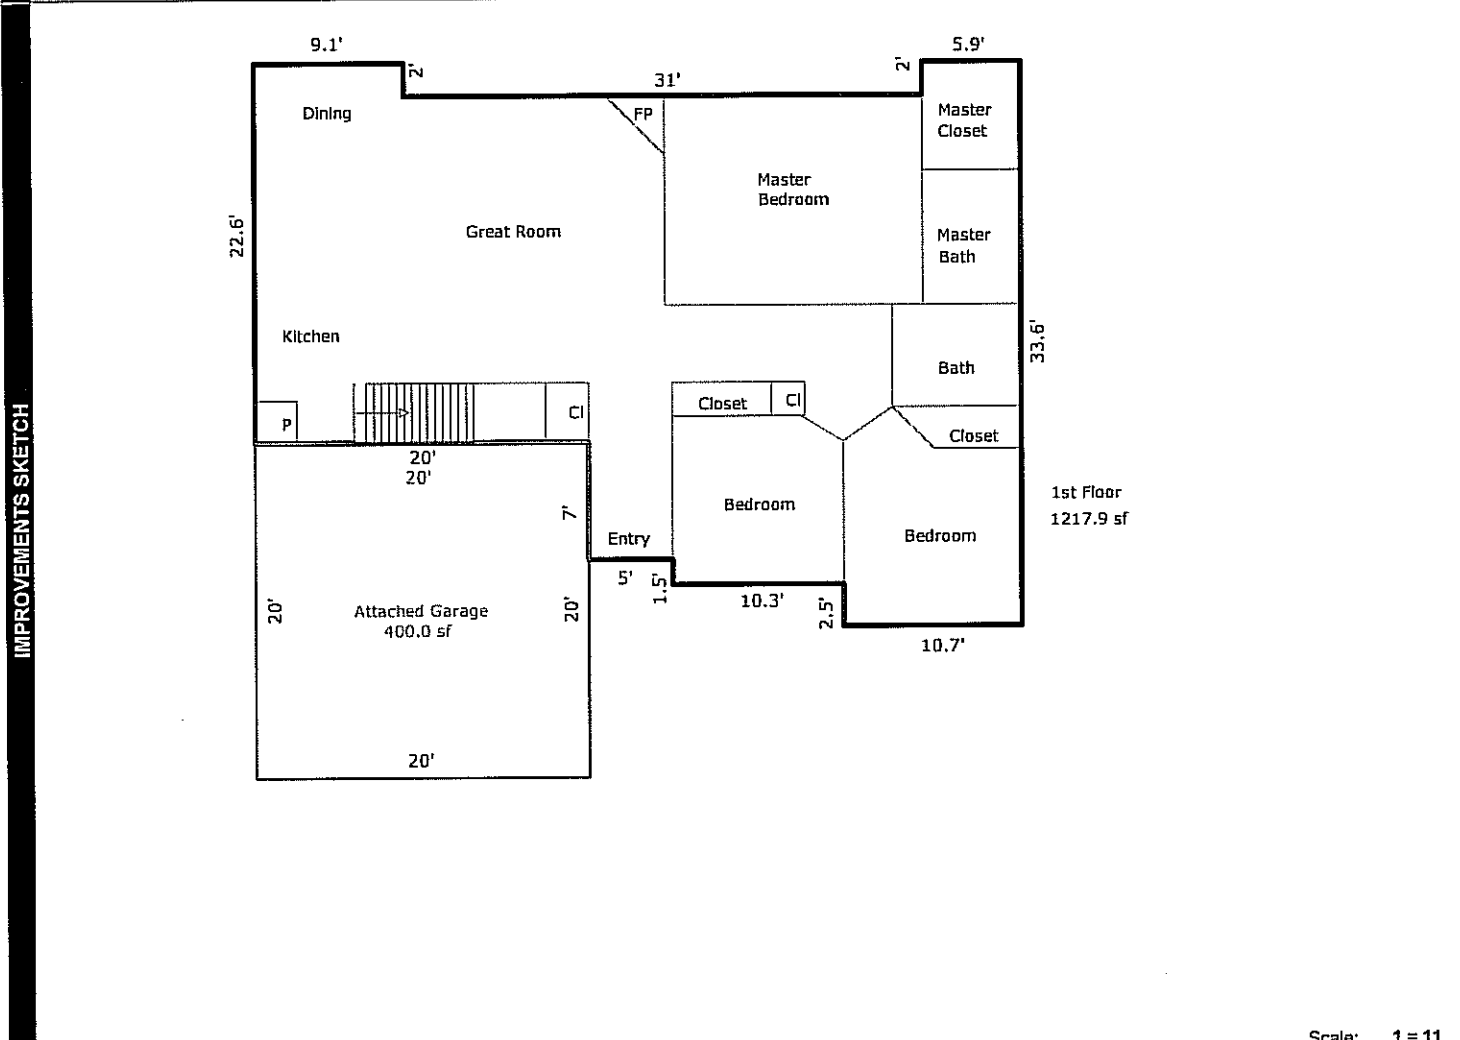 IMPROVEMENTS SKETCH
9.1'
2'
31'
2'
5.9'
Dining
FP
Master
Closet
Master
Bedroom
22.6'
Great Room
Master
Bath
Kitchen
33.6'
Bath
P
Cl
Closet
Cl
Closet
20'
20'
7'
Bedroom
1st Floor
1217.9 sf
Entry
Bedroom
5'
1.5'
10.3'
2.5'
20'
Attached Garage
400.0 sf
20'
10.7'
20'
Scale: 1 = 11